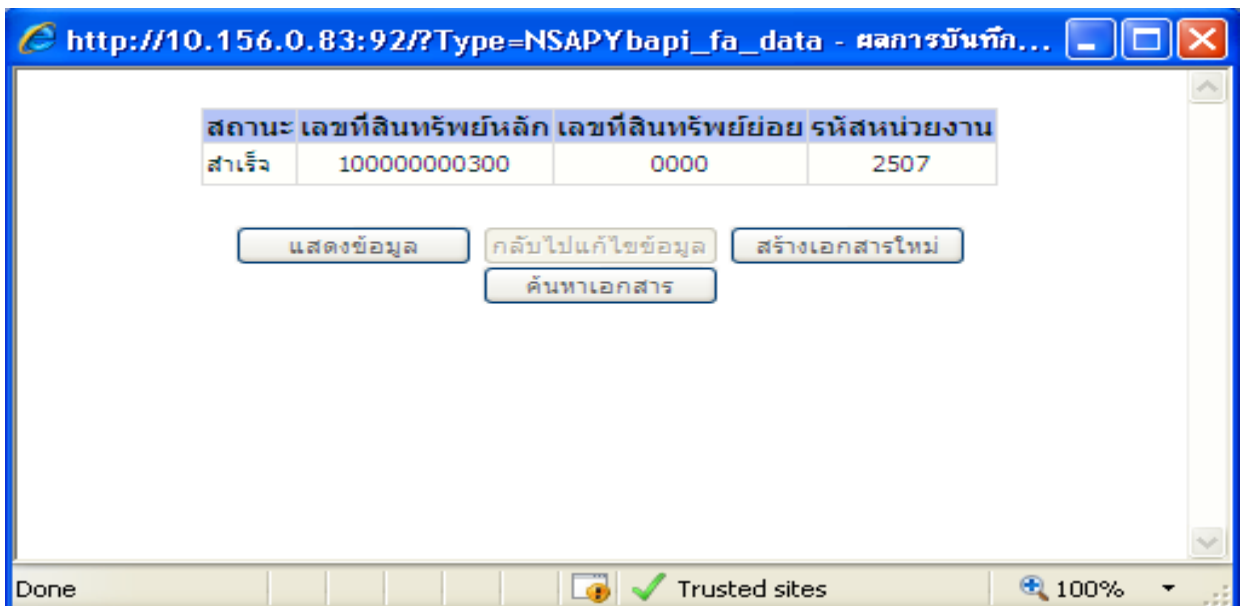 http://10.156.0.83:92/?Type=NSAPYbapi_fa_data - ผลการบันทึก...
สถานะ เลขที่สินทรัพย์หลัก เลขที่สินทรัพย์ย่อย รหัสหน่วยงาน
สำเร็จ 100000000300 0000 2507
แสดงข้อมูล กลับไปแก้ไขข้อมูล สร้างเอกสารใหม่
ค้นหาเอกสาร
Done Trusted sites 100%